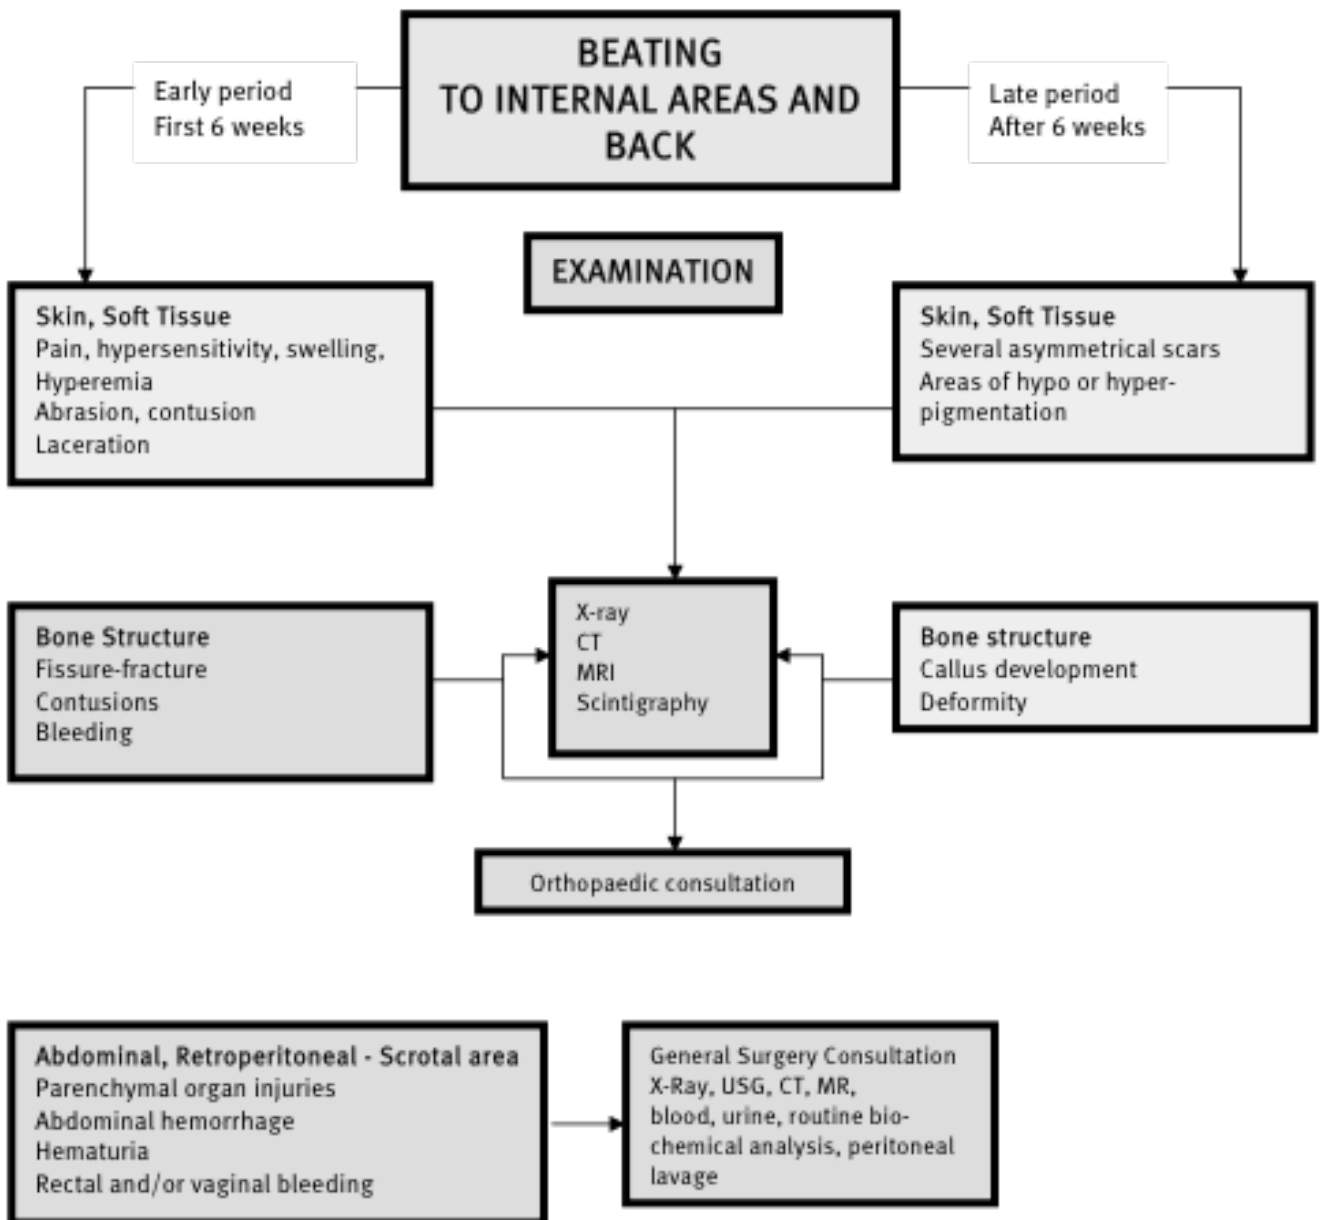 BEATING
TO INTERNAL AREAS AND
BACK
Early period
First 6 weeks
Late period
After 6 weeks
EXAMINATION
Skin, Soft Tissue
Pain, hypersensitivity, swelling,
Hyperemia
Abrasion, contusion
Laceration
Skin, Soft Tissue
Several asymmetrical scars
Areas of hypo or hyper-
pigmentation
Bone Structure
Fissure-fracture
Contusions
Bleeding
X-ray
CT
MRI
Scintigraphy
Bone structure
Callus development
Deformity
Orthopaedic consultation
Abdominal, Retroperitoneal - Scrotal area
Parenchymal organ injuries
Abdominal hemorrhage
Hematuria
Rectal and/or vaginal bleeding
General Surgery Consultation
X-Ray, USG, CT, MR,
blood, urine, routine bio-
chemical analysis, peritoneal
lavage